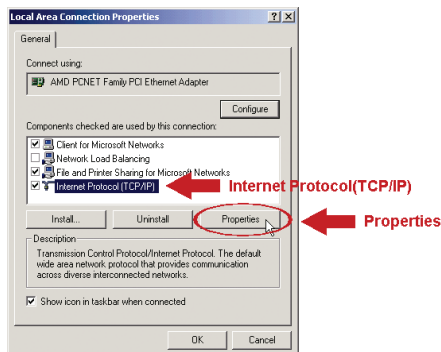 Local Area Connection Properties
General
Connect using:
AMD PCNET Family PCI Ethernet Adapter
Configure
Components checked are used by this connection:
Client for Microsoft Networks
Network Load Balancing
File and Printer Sharing for Microsoft Networks
Internet Protocol (TCP/IP)
Internet Protocol(TCP/IP)
Install...
Uninstall
Properties
Properties
Description
Transmission Control Protocol/Internet Protocol. The default
wide area network protocol that provides communication
across diverse interconnected networks.
Show icon in taskbar when connected
OK
Cancel